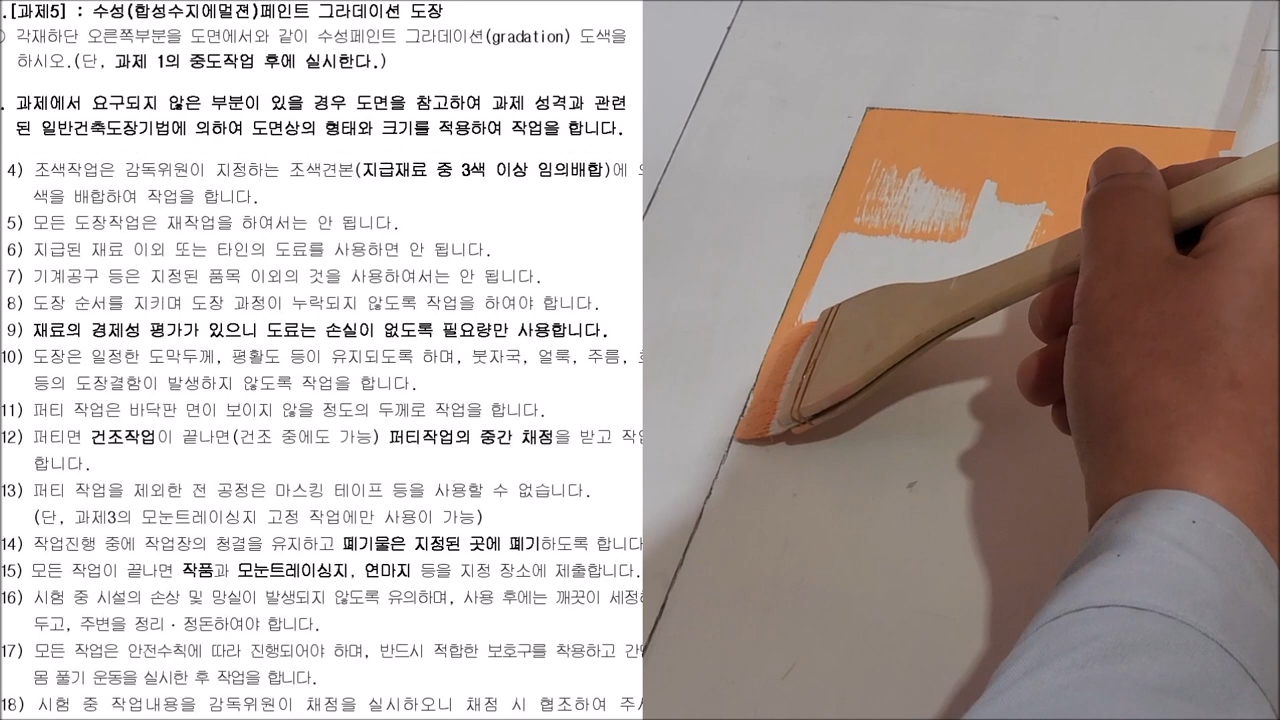 .[과제5] : 수성(합성수지에멀젼)페인트 그라데이션 도장
각재하단 오른쪽부분을 도면에서와 같이 수성페인트 그라데이션(gradation) 도색을
하시오.(단, 과제 1의 중도작업 후에 실시한다.)
. 과제에서 요구되지 않은 부분이 있을 경우 도면을 참고하여 과제 성격과 관련
된 일반건축도장기법에 의하여 도면상의 형태와 크기를 적용하여 작업을 합니다.
4) 조색작업은 감독위원이 지정하는 조색견본(지급재료 중 3색 이상 임의배합)에
색을 배합하여 작업을 합니다.
5) 모든 도장작업은 재작업을 하여서는 안 됩니다.
6) 지급된 재료 이외 또는 타인의 도료를 사용하면 안 됩니다.
7) 기계공구 등은 지정된 품목 이외의 것을 사용하여서는 안 됩니다.
8) 도장 순서를 지키며 도장 과정이 누락되지 않도록 작업을 하여야 합니다.
9) 재료의 경제성 평가가 있으니 도료는 손실이 없도록 필요량만 사용합니다.
10) 도장은 일정한 도막두께, 평활도 등이 유지되도록 하며, 붓자국, 얼룩, 주름,
등의 도장결함이 발생하지 않도록 작업을 합니다.
11) 퍼티 작업은 바닥판 면이 보이지 않을 정도의 두께로 작업을 합니다.
12) 퍼티면 건조작업이 끝나면(건조 중에도 가능) 퍼티작업의 중간 채점을 받고
합니다.
13) 퍼티 작업을 제외한 전 공정은 마스킹 테이프 등을 사용할 수 없습니다.
(단, 과제3의 모눈트레이싱지 고정 작업에만 사용이 가능)
14) 작업진행 중에 작업장의 청결을 유지하고 폐기물은 지정된 곳에 폐기하도록 합니다
15) 모든 작업이 끝나면 작품과 모눈트레이싱지, 연마지 등을 지정 장소에 제출합니다.
16) 시험 중 시설의 손상 및 망실이 발생되지 않도록 유의하며, 사용 후에는 깨끗이
두고, 주변을 정리·정돈하여야 합니다.
17) 모든 작업은 안전수칙에 따라 진행되어야 하며, 반드시 적합한 보호구를 착용하고
몸 풀기 운동을 실시한 후 작업을 합니다.
18) 시험 중 작업내용을 감독위원이 채점을 실시하오니 채점 시 협조하여